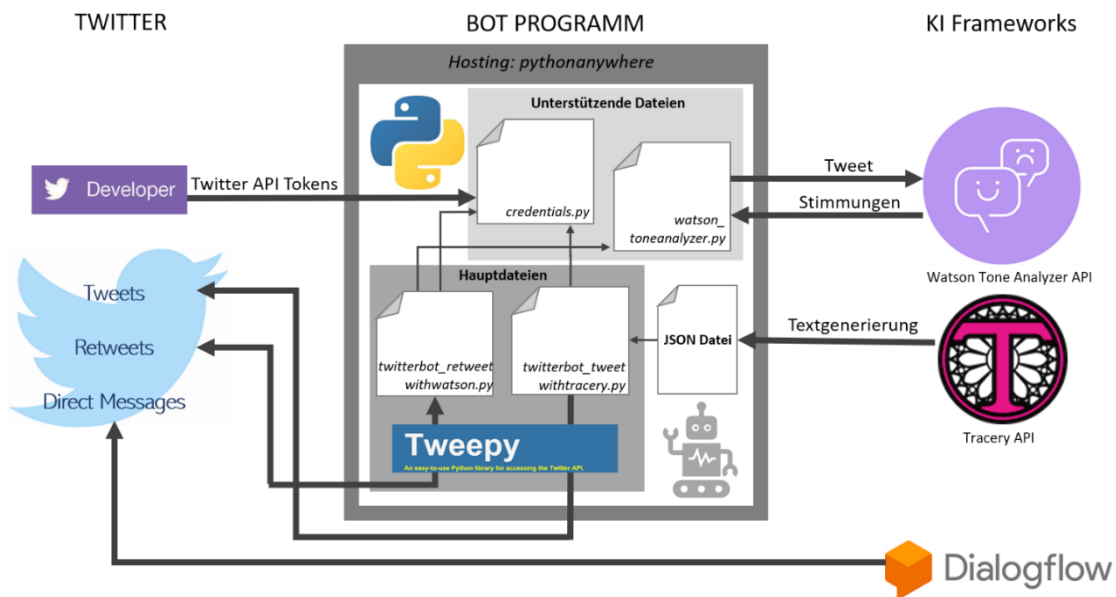 TWITTER
BOT PROGRAMM
KI Frameworks
Hosting: pythonanywhere
Unterstützende Dateien
Developer
Twitter API Tokens
credentials.py
watson_
toneanalyzer.py
Tweet
Stimmungen
Watson Tone Analyzer API
Tweets
Retweets
Direct Messages
Hauptdateien
twitterbot_retweet
withwatson.py
twitterbot_tweet
withtracery.py
JSON Datei
Textgenerierung
T
Tracery API
Tweepy
An easy-to-use Python library for accessing the Twitter API.
Dialogflow